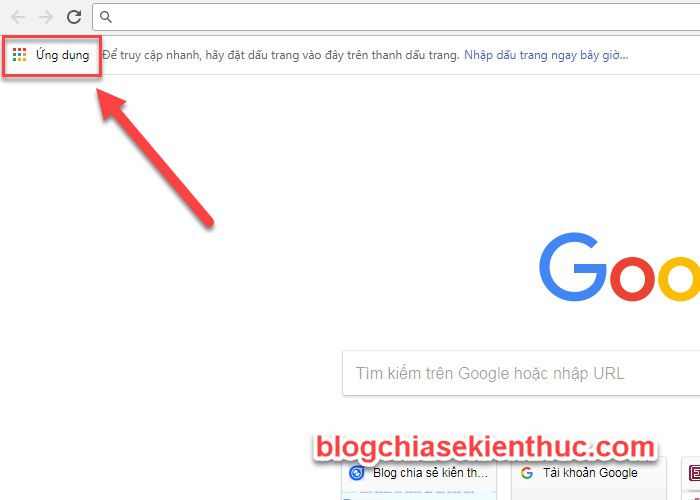 Ứng dụng Để truy cập nhanh, hãy đặt dấu trang vào đây trên thanh dấu trang. Nhập dấu trang ngay bây giờ...
Goo
Tìm kiếm trên Google hoặc nhập URL
blogchiasekienthuc.com
Blog chia sẻ kiến th... Tài khoản Google